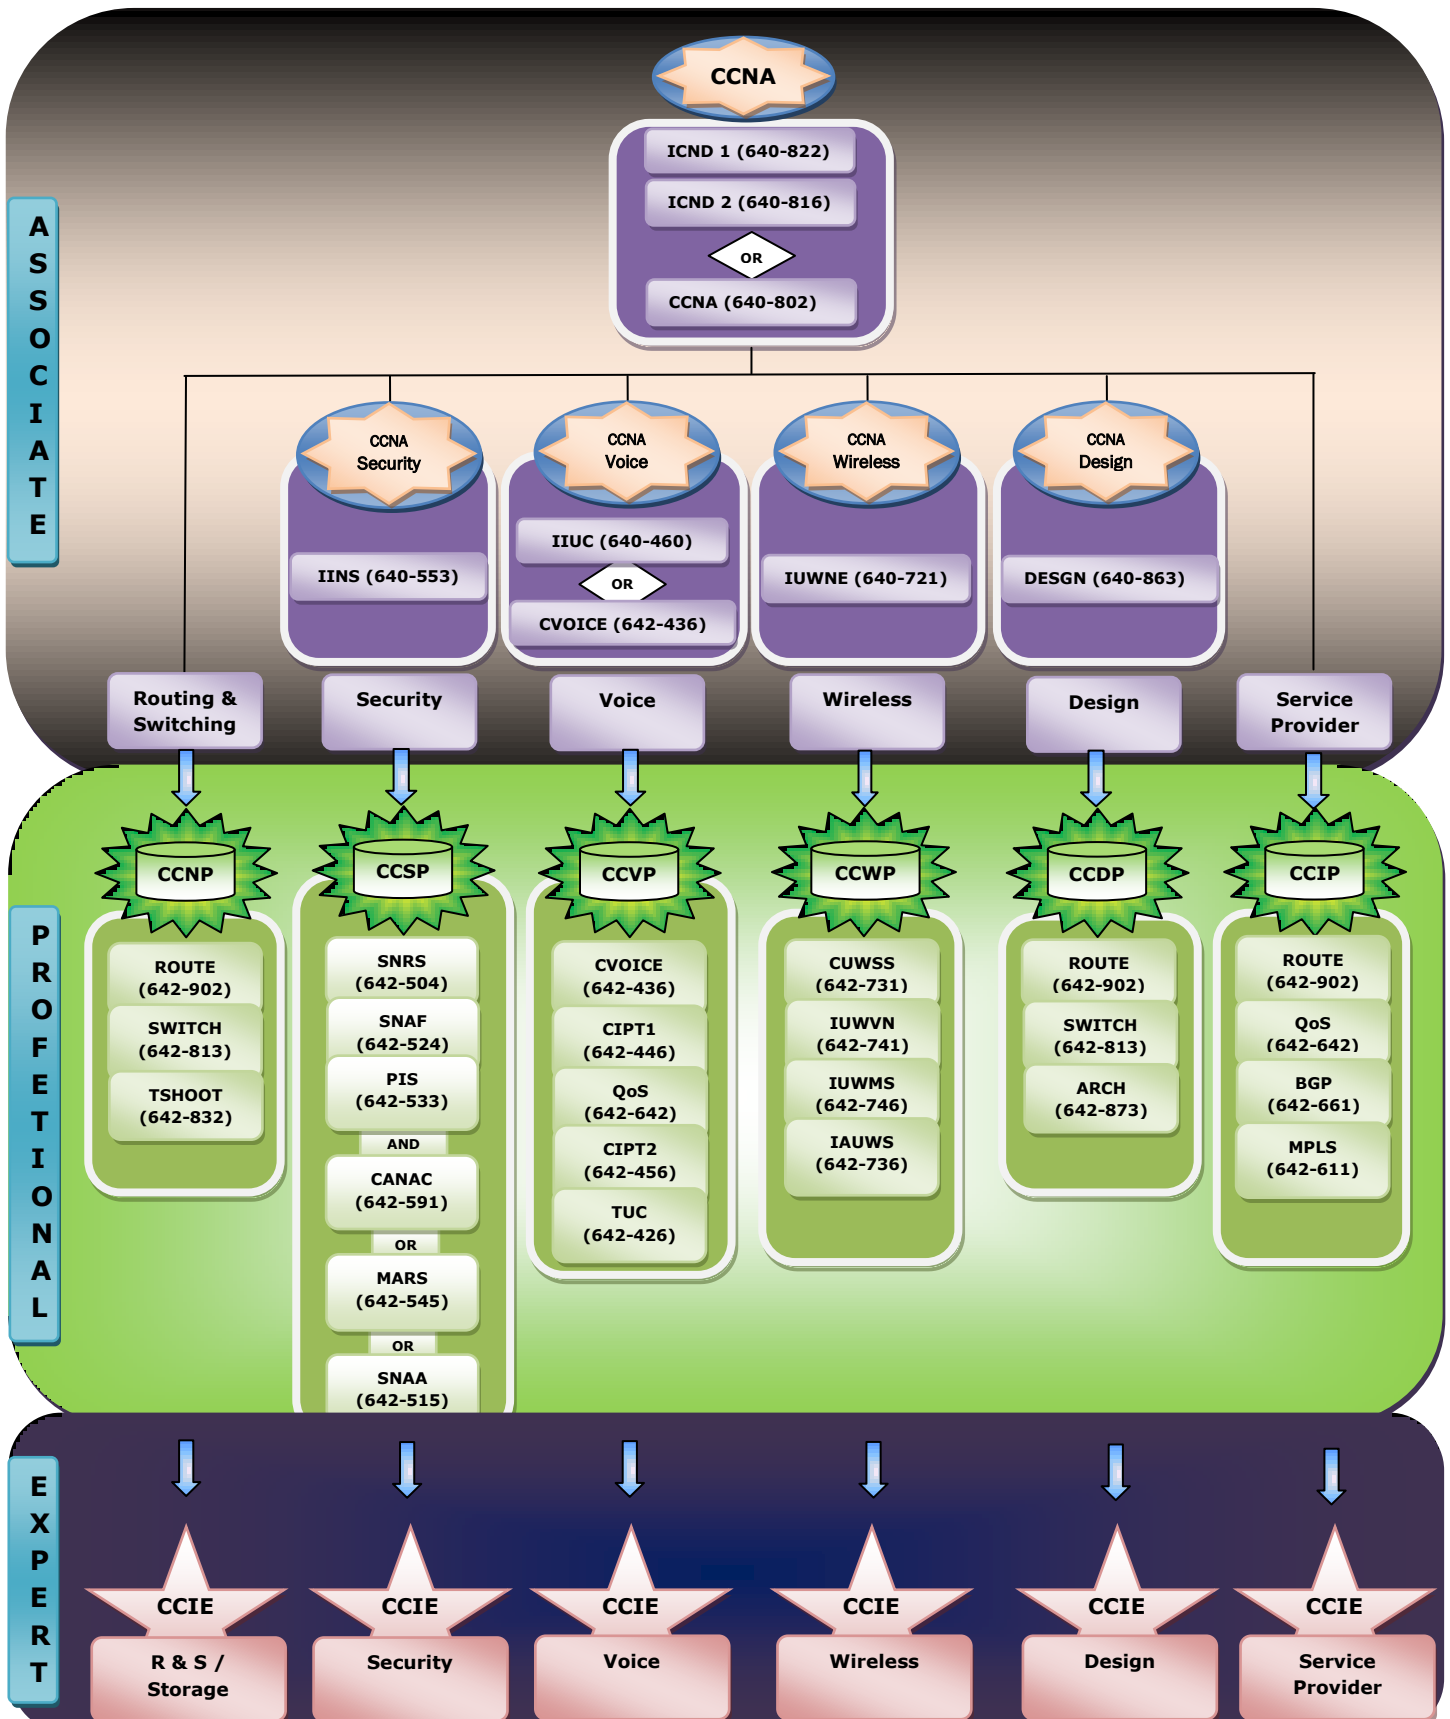 CCNA
ICND 1 (640-822)
ICND 2 (640-816)
OR
CCNA (640-802)
ASSOCIATE
CCNA
Security
IINS (640-553)
CCNA
Voice
IIUC (640-460)
OR
CVOICE (642-436)
CCNA
Wireless
IUWNE (640-721)
CCNA
Design
DESGN (640-863)
Routing &
Switching
Security
Voice
Wireless
Design
Service
Provider
PROFETIONAL
CCNP
ROUTE
(642-902)
SWITCH
(642-813)
TSHOOT
(642-832)
CCSP
SNRS
(642-504)
SNAF
(642-524)
PIS
(642-533)
AND
CANAC
(642-591)
OR
MARS
(642-545)
OR
SNAA
(642-515)
CCVP
CVOICE
(642-436)
CIPT1
(642-446)
QoS
(642-642)
CIPT2
(642-456)
TUC
(642-426)
CCWP
CUWSS
(642-731)
IUWVN
(642-741)
IUWMS
(642-746)
IAUWS
(642-736)
CCDP
ROUTE
(642-902)
SWITCH
(642-813)
ARCH
(642-873)
CCIP
ROUTE
(642-902)
QoS
(642-642)
BGP
(642-661)
MPLS
(642-611)
EXPERT
CCIE
R & S /
Storage
CCIE
Security
CCIE
Voice
CCIE
Wireless
CCIE
Design
CCIE
Service
Provider